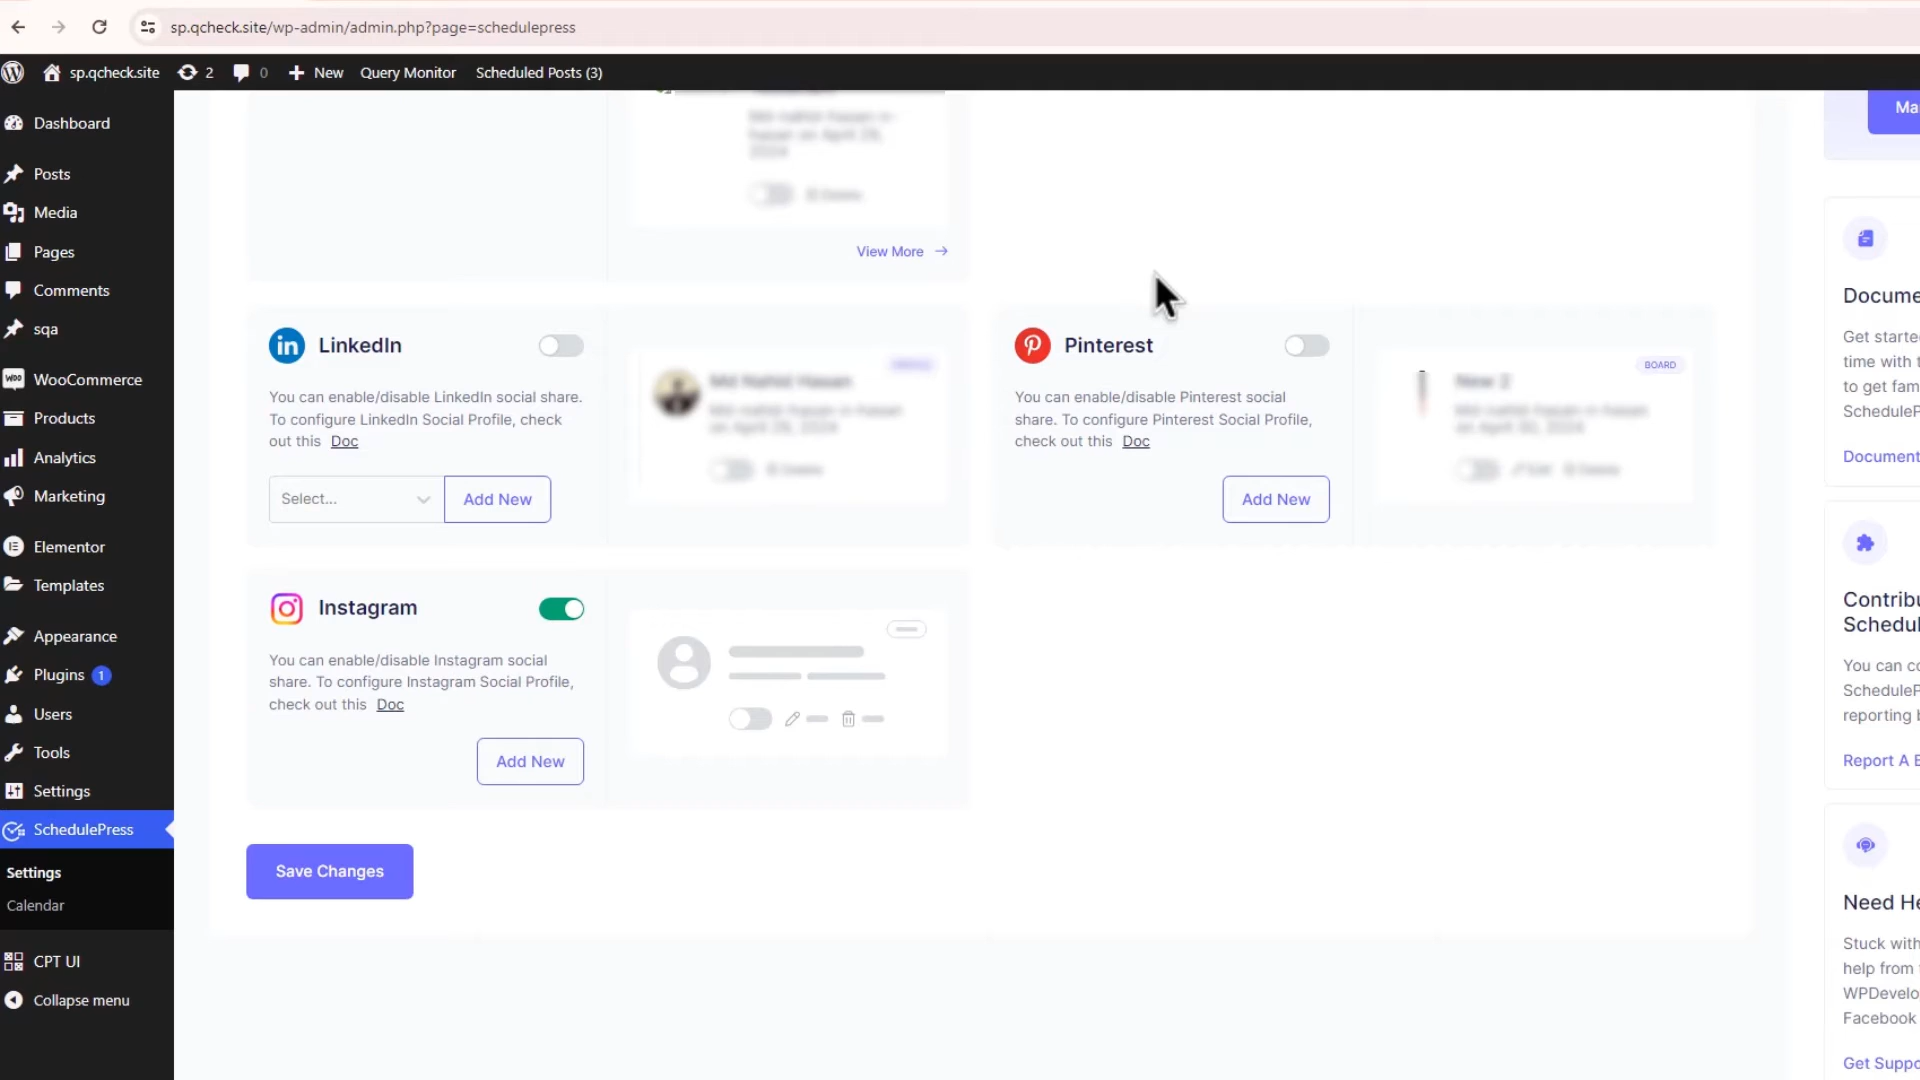 sp.qcheck.site/wp-admin/admin.php?page=schedulepress
sp.qcheck.site 2 0 New Query Monitor Scheduled Posts (3)
Dashboard
Posts
Media
Pages
Comments
sqa
WooCommerce
Products
Analytics
Marketing
Elementor
Templates
Appearance
Plugins 1
Users
Tools
Settings
SchedulePress
Settings
Calendar
CPT UI
Collapse menu
View More
LinkedIn
You can enable/disable LinkedIn social share.
To configure LinkedIn Social Profile, check
out this Doc
Select...
Add New
Pinterest
You can enable/disable Pinterest social
share. To configure Pinterest Social Profile,
check out this Doc
Add New
BOARD
New 2
Instagram
You can enable/disable Instagram social
share. To configure Instagram Social Profile,
check out this Doc
Add New
Save Changes
Ma
Docume
Get starte
time with t
to get fam
ScheduleP
Document
Contribu
Schedul
You can co
ScheduleP
reporting b
Report A B
Need He
Stuck with
help from
WPDevelo
Facebook
Get Suppo